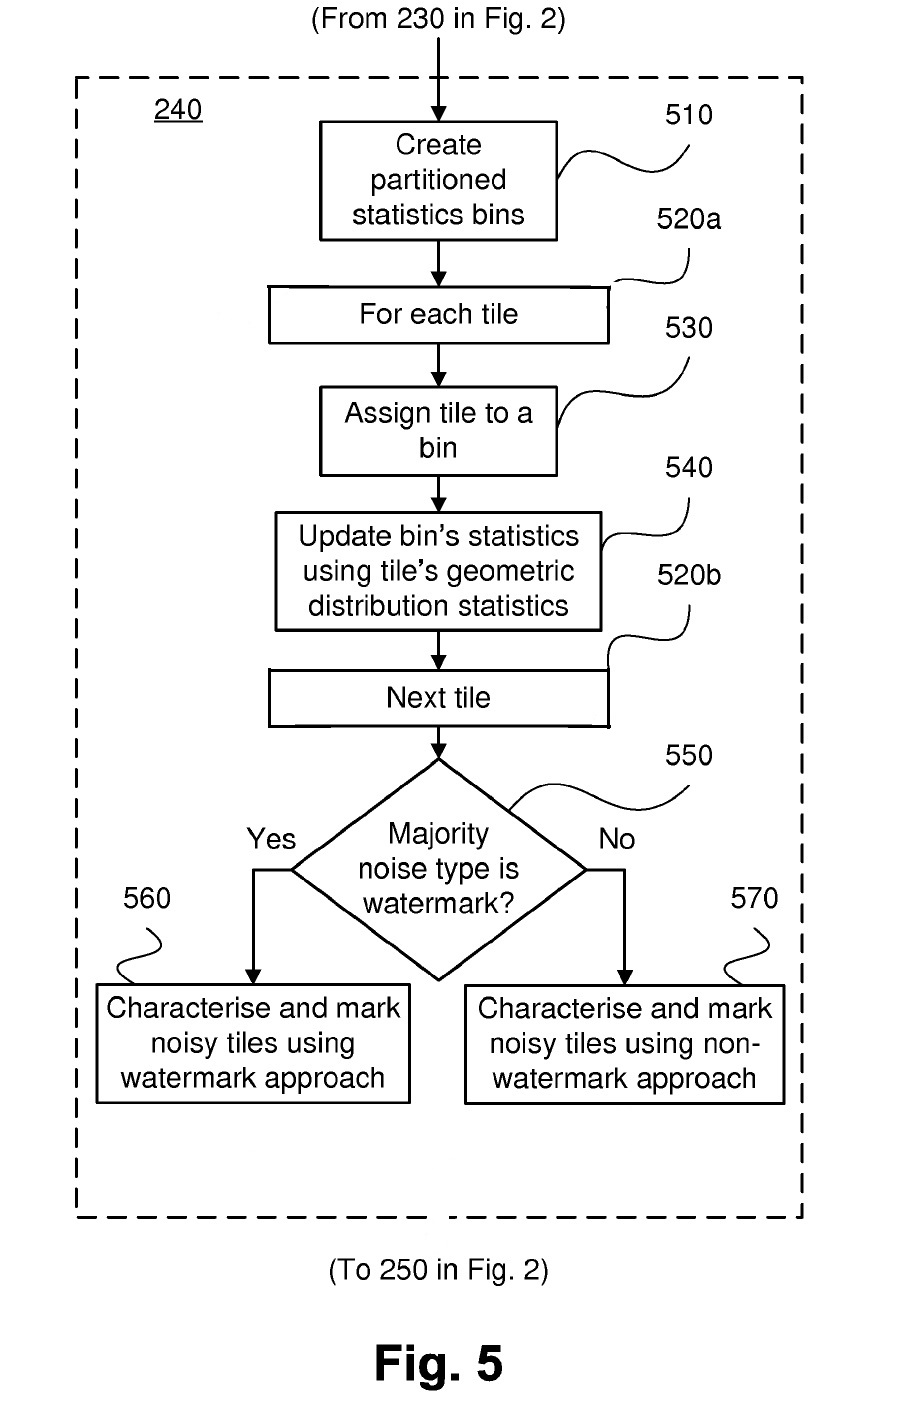 (From 230 in Fig. 2)
240
510
Create
partitioned
statistics bins
520a
For each tile
530
Assign tile to a
bin
540
Update bin's statistics
using tile's geometric
distribution statistics
520b
Next tile
550
Majority
noise type is
watermark?
Yes
No
560
Characterise and mark
noisy tiles using
watermark approach
570
Characterise and mark
noisy tiles using non-
watermark approach
(To 250 in Fig. 2)
Fig. 5